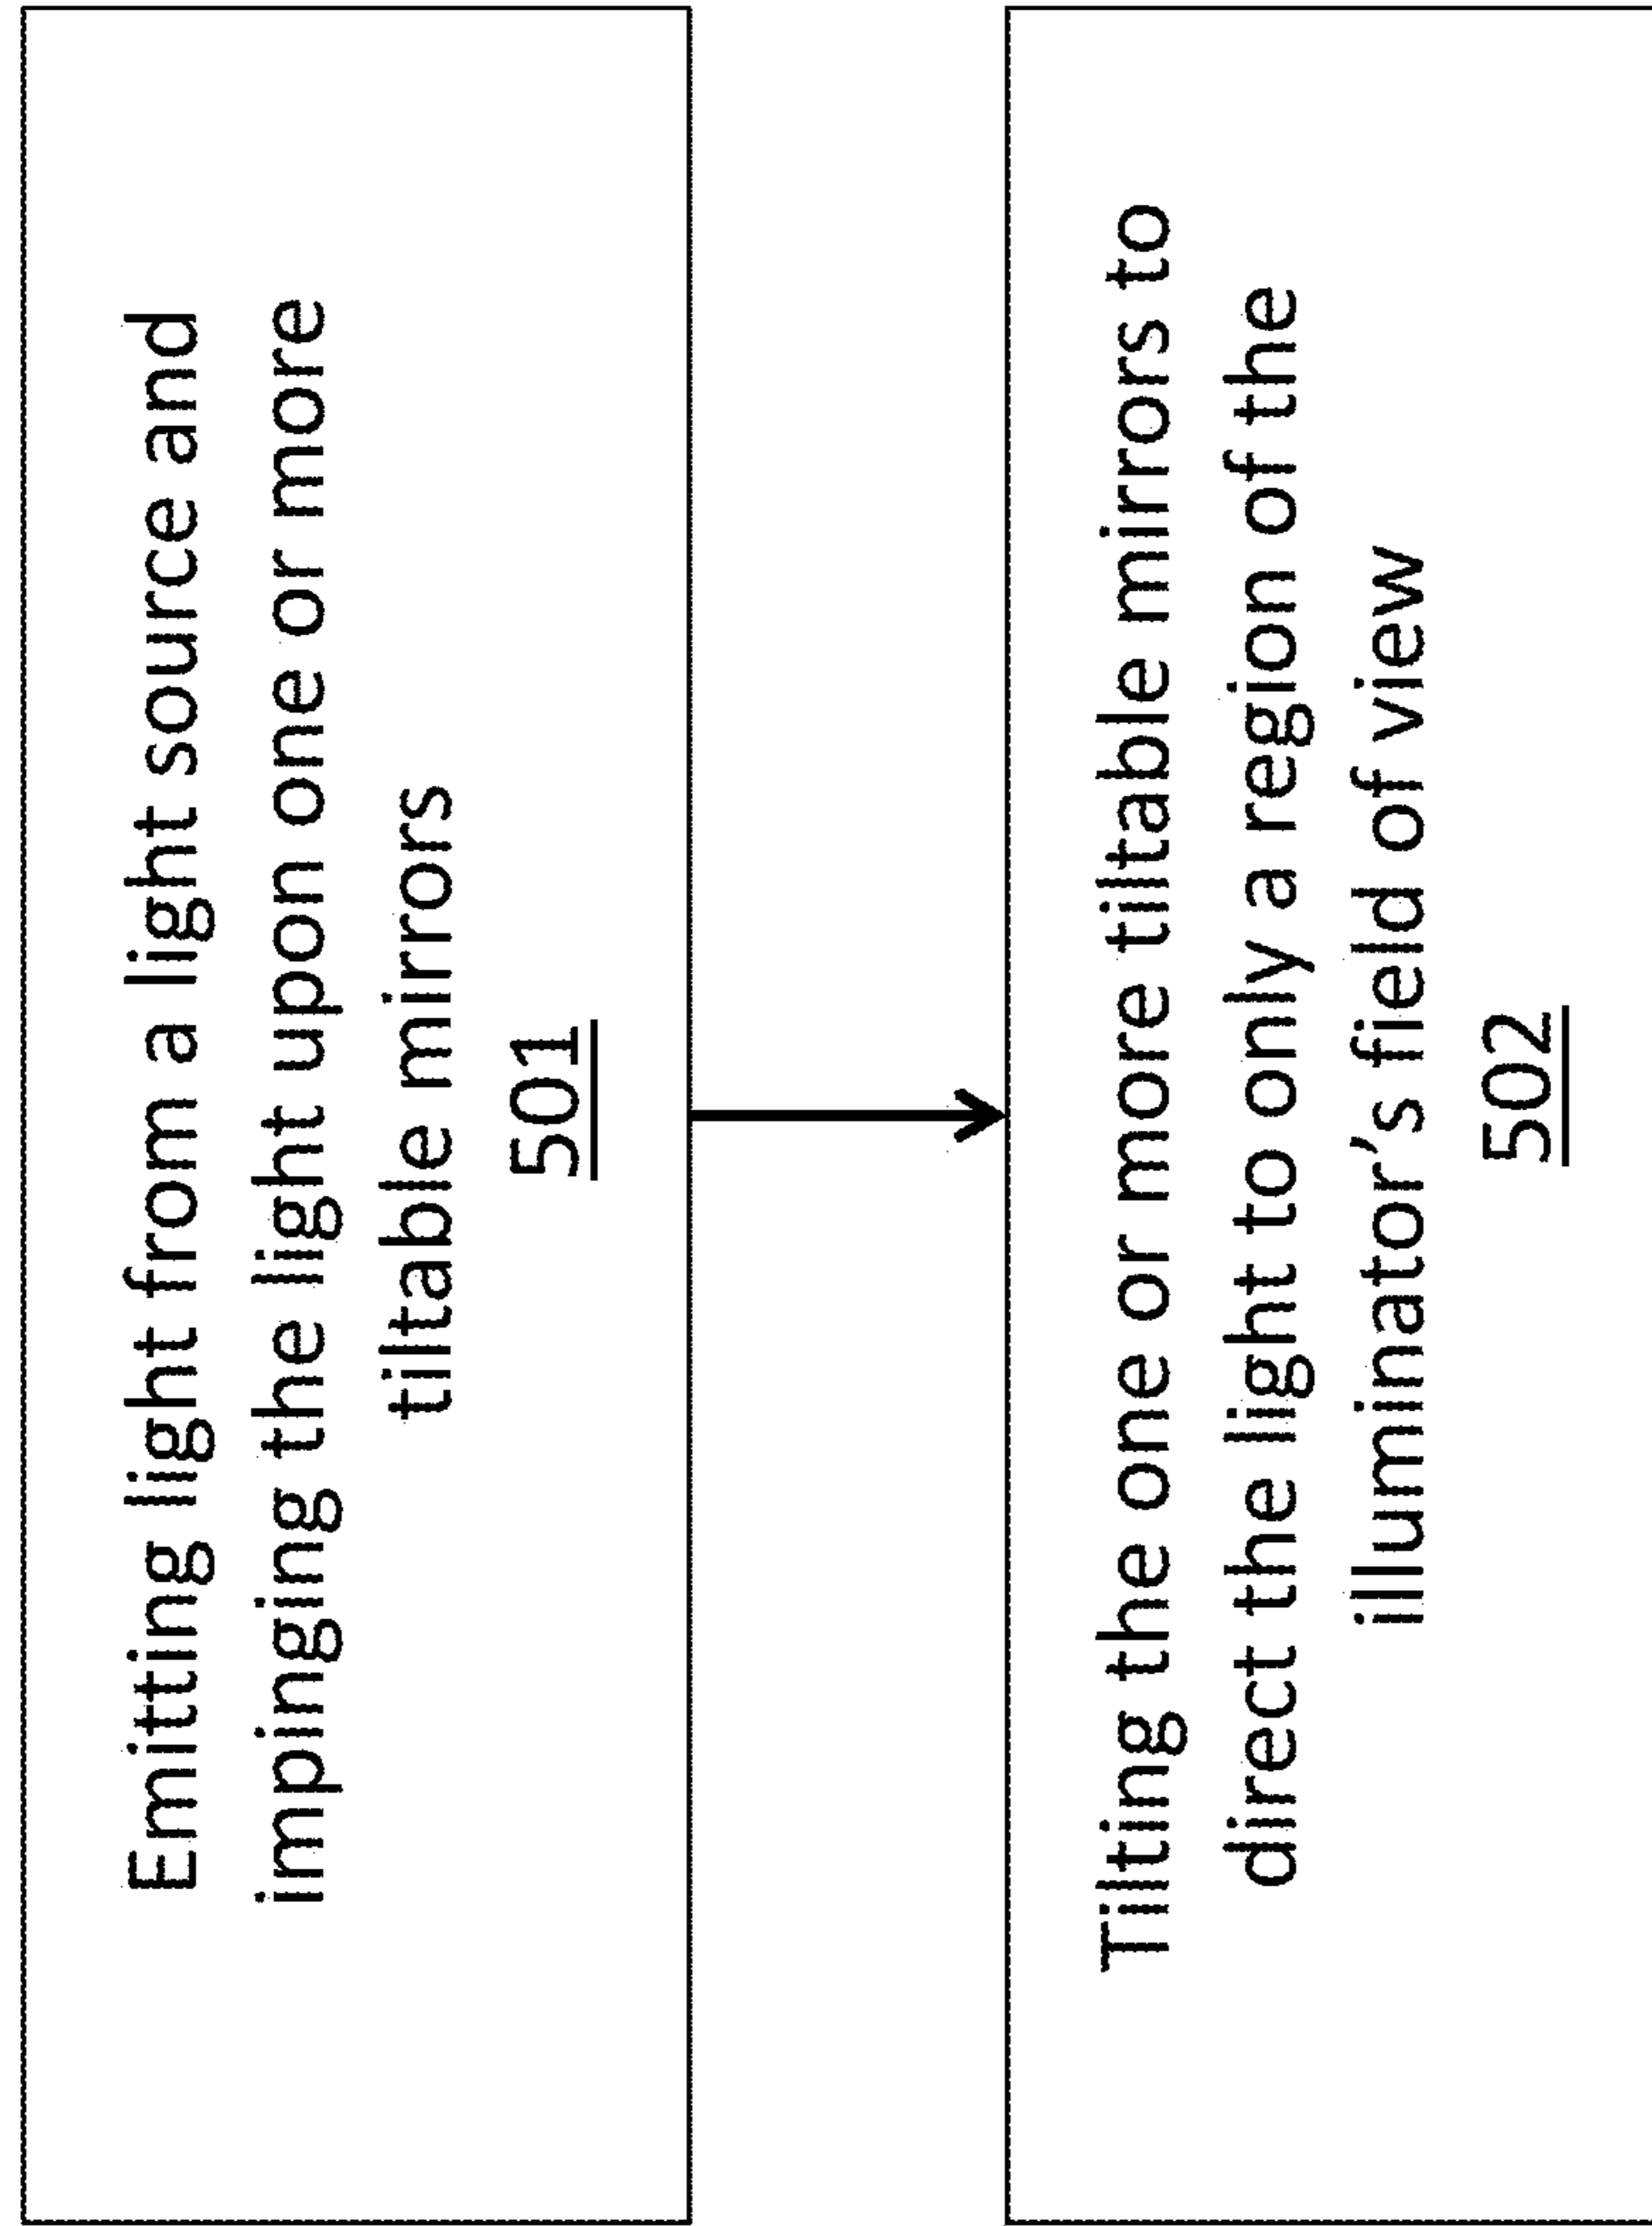 Emitting light from a light source and
impinging the light upon one or more
tiltable mirrors
501
Tilting the one or more tiltable mirrors to
direct the light to only a region of the
illuminator’s field of view
502